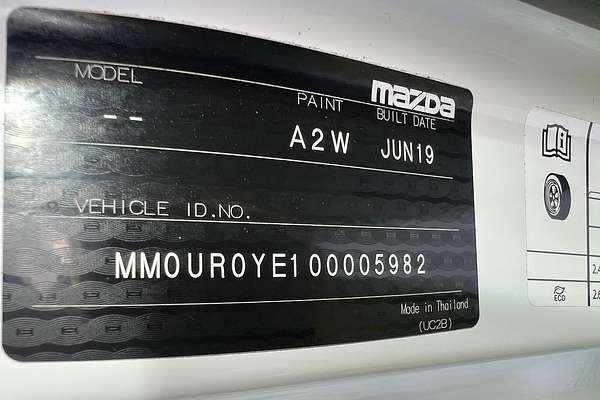 MODEL
--
mazda
PAINT
BUILT DATE
A2W
JUN19
VEHICLE ID.NO.
MM0UR0YE100005982
Made in Thailand
(UC2B)
ECO